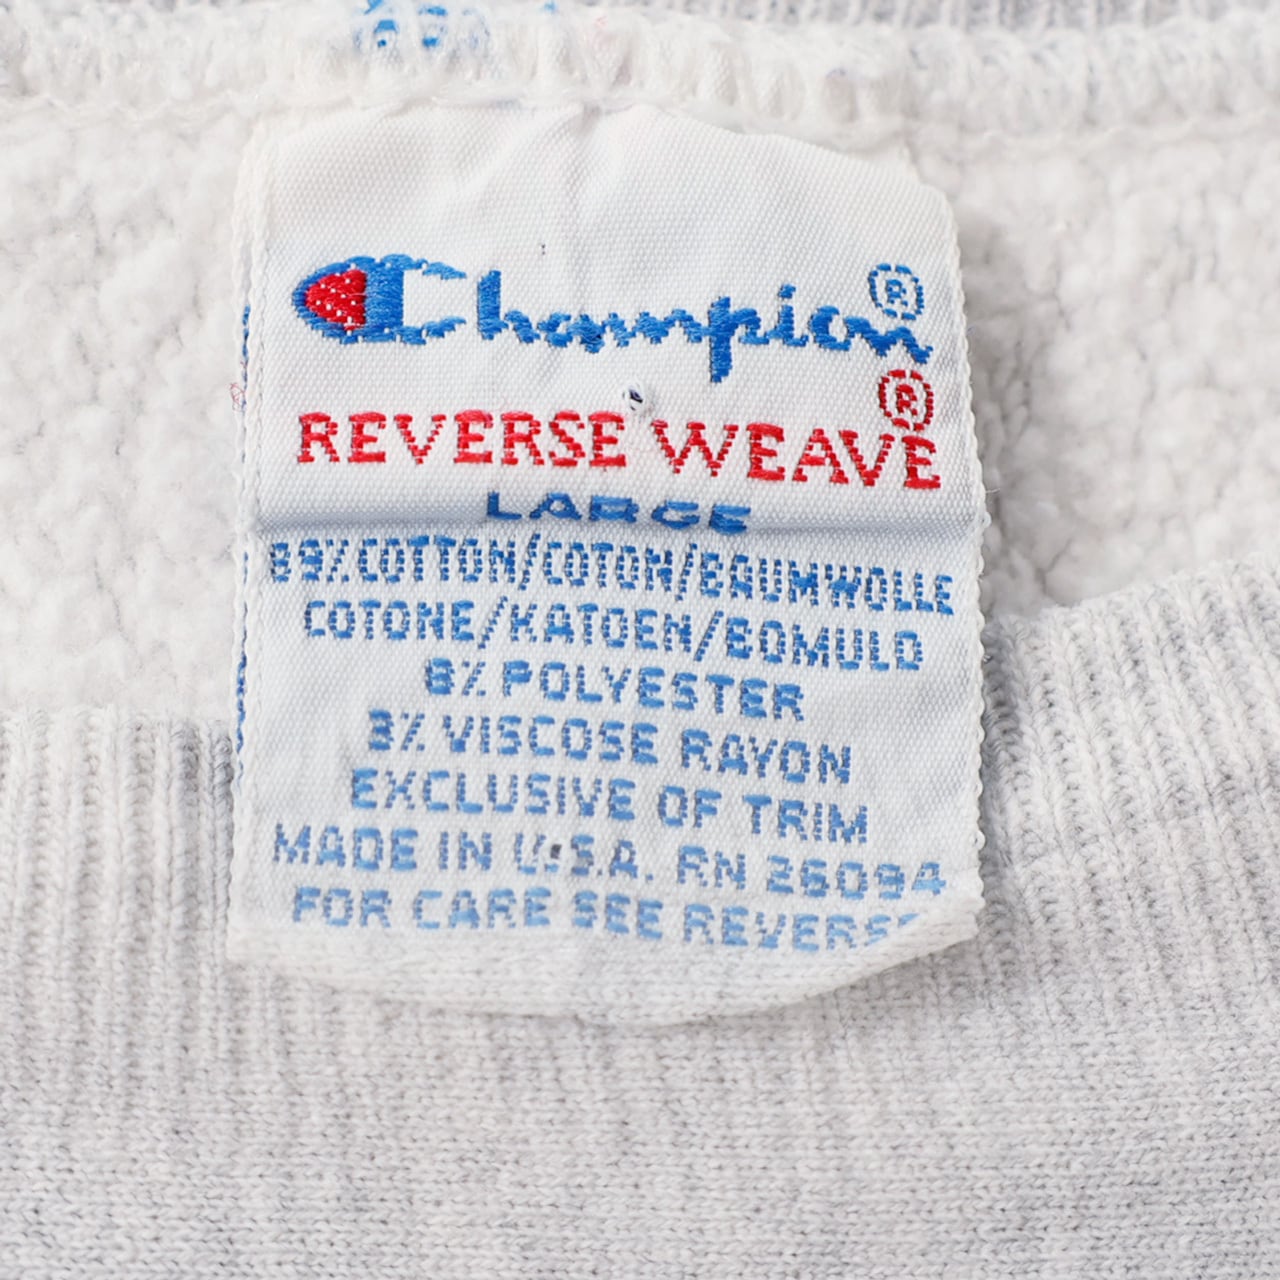 Champion®
REVERSE WEAVE®
LARGE
89% COTTON/COTON/BAUMWOLLE
COTONE/KATOEN/BOMULD
8% POLYESTER
3% VISCOSE RAYON
EXCLUSIVE OF TRIM
MADE IN U.S.A. RN 26094
FOR CARE SEE REVERSE